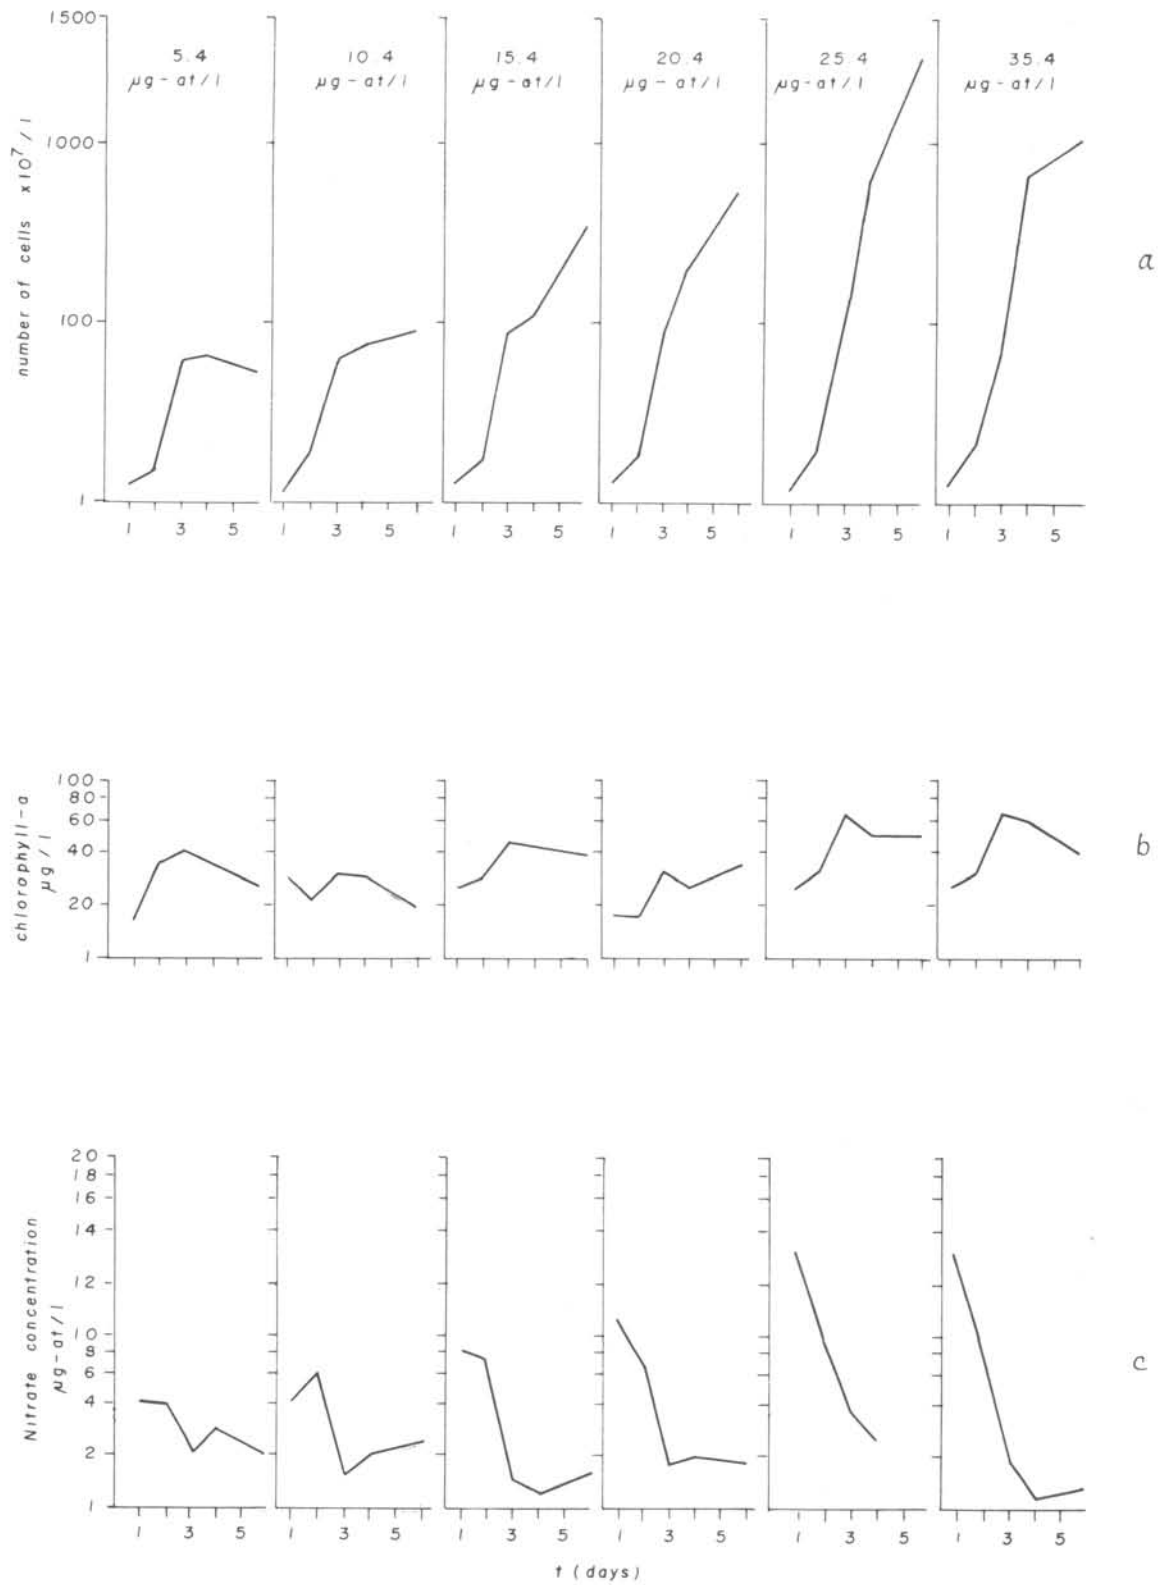 1500
5.4 10.4 15.4 20.4 25.4 35.4
µg-at/l µg-at/l µg-at/l µg-at/l µg-at/l µg-at/l
1000
number of cells x10⁷/l
a
100
1
1 3 5 1 3 5 1 3 5 1 3 5 1 3 5 1 3 5
100
80
60
chlorophyll-a
µg/l
40
b
20
1
20
18
16
14
Nitrate concentration
µg-at/l
12
10
8
c
6
4
2
1
1 3 5 1 3 5 1 3 5 1 3 5 1 3 5 1 3 5
t (days)